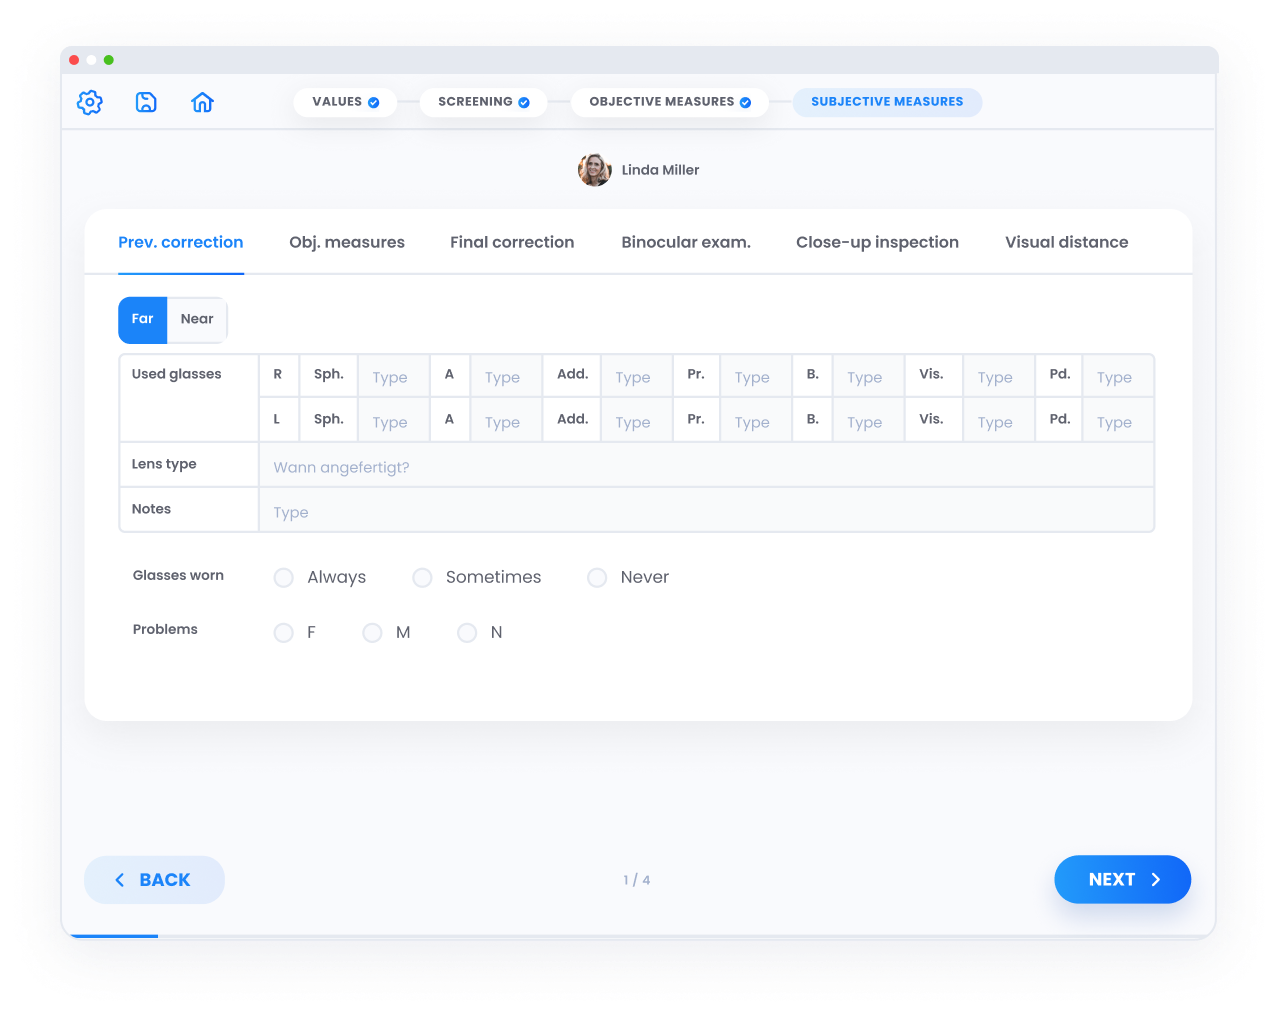 VALUES SCREENING OBJECTIVE MEASURES SUBJECTIVE MEASURES
Linda Miller
Prev. correction Obj. measures Final correction Binocular exam. Close-up inspection Visual distance
Far Near
Used glasses R Sph. Type A Type Add. Type Pr. Type B. Type Vis. Type Pd. Type
L Sph. Type A Type Add. Type Pr. Type B. Type Vis. Type Pd. Type
Lens type Wann angefertigt?
Notes Type
Glasses worn Always Sometimes Never
Problems F M N
BACK 1 / 4 NEXT